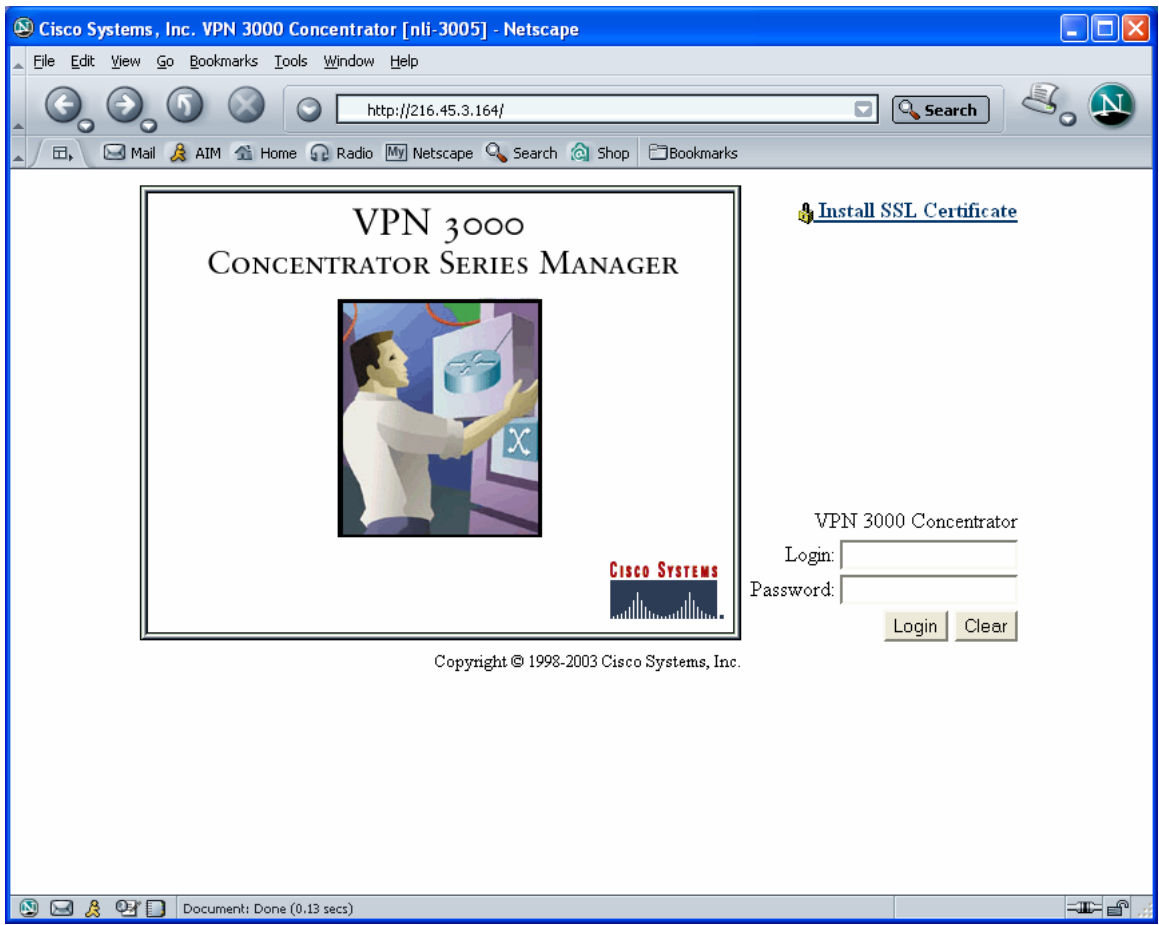 Cisco Systems, Inc. VPN 3000 Concentrator [nli-3005] - Netscape
File Edit View Go Bookmarks Tools Window Help
http://216.45.3.164/ Search N
Mail AIM Home Radio My Netscape Search Shop Bookmarks
VPN 3000
CONCENTRATOR SERIES MANAGER
Install SSL Certificate
CISCO SYSTEMS
VPN 3000 Concentrator
Login:
Password:
Login Clear
Copyright © 1998-2003 Cisco Systems, Inc.
Document: Done (0.13 secs)